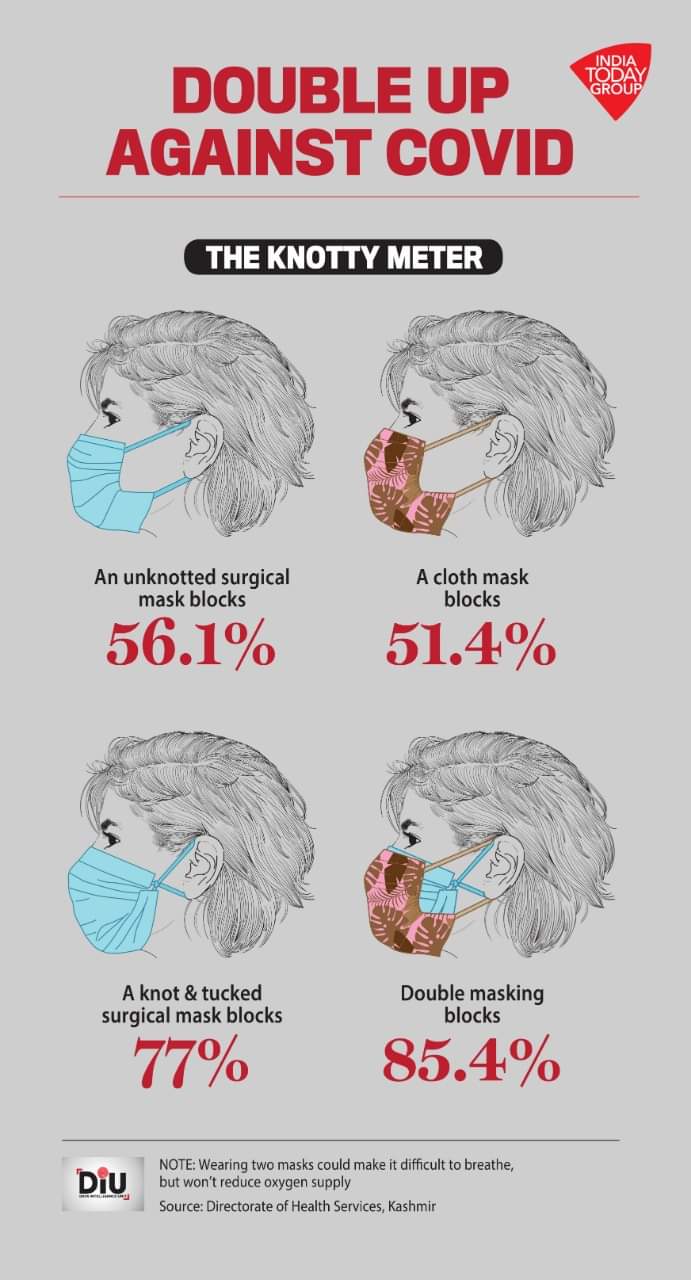 DOUBLE UP
AGAINST COVID
INDIA
TODAY
GROUP
THE KNOTTY METER
An unknotted surgical
mask blocks
56.1%
A cloth mask
blocks
51.4%
A knot & tucked
surgical mask blocks
77%
Double masking
blocks
85.4%
DiU
NOTE: Wearing two masks could make it difficult to breathe,
but won't reduce oxygen supply
Source: Directorate of Health Services, Kashmir